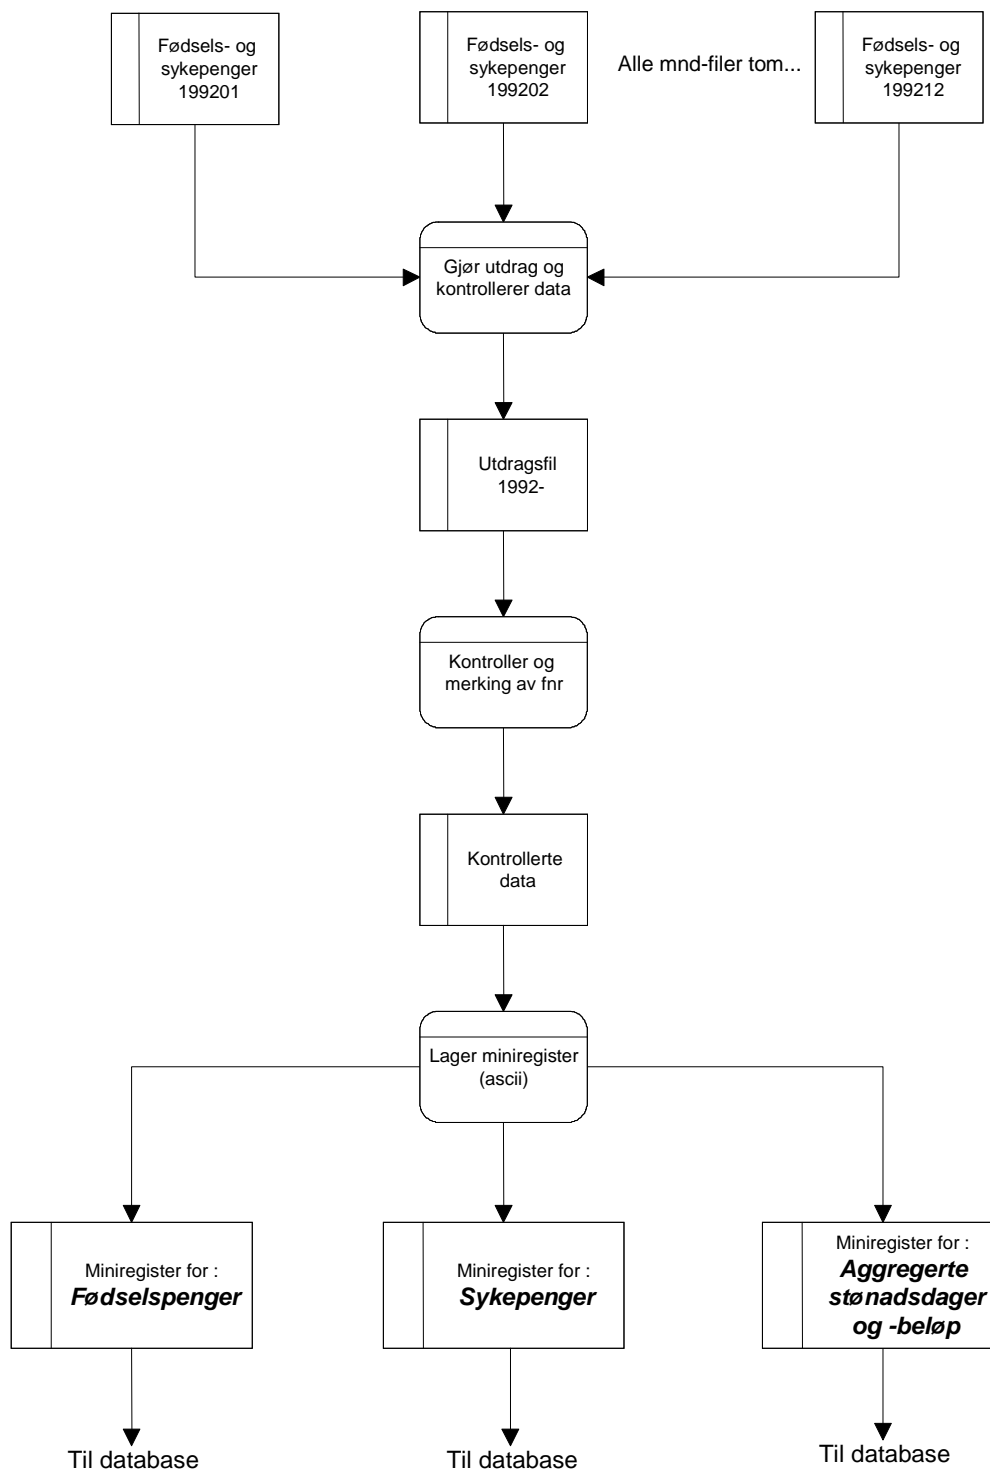 Fødsels- og
sykepenger
199201
Fødsels- og
sykepenger
199202
Alle mnd-filer tom...
Fødsels- og
sykepenger
199212
Gjør utdrag og
kontrollerer data
Utdragsfil
1992-
Kontroller og
merking av fnr
Kontrollerte
data
Lager miniregister
(ascii)
Miniregister for :
Fødselspenger
Miniregister for :
Sykepenger
Miniregister for :
Aggregerte
stønadsdager
og -beløp
Til database
Til database
Til database